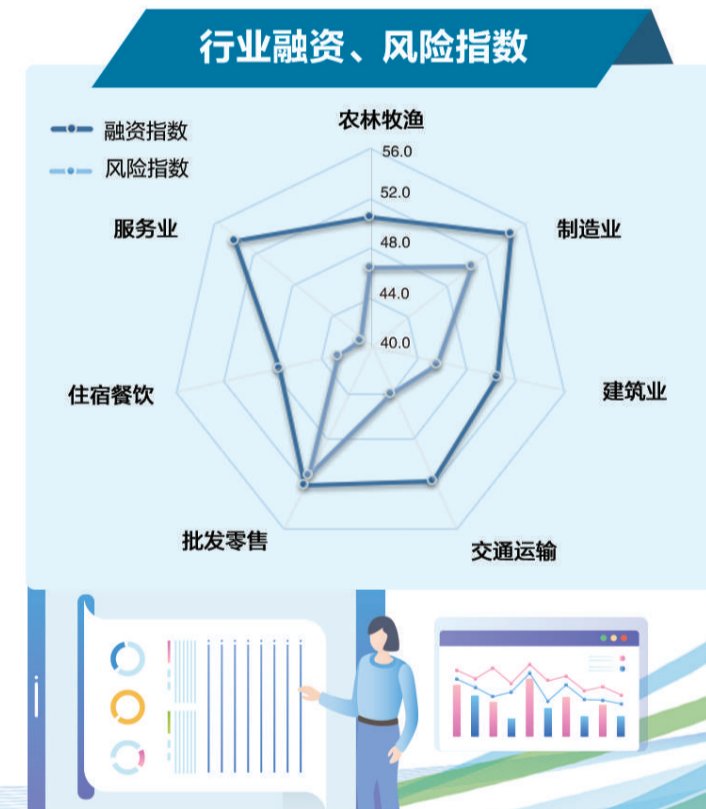 行业融资、风险指数
融资指数
风险指数
农林牧渔
56.0
52.0
48.0
44.0
40.0
服务业
制造业
住宿餐饮
建筑业
批发零售
交通运输